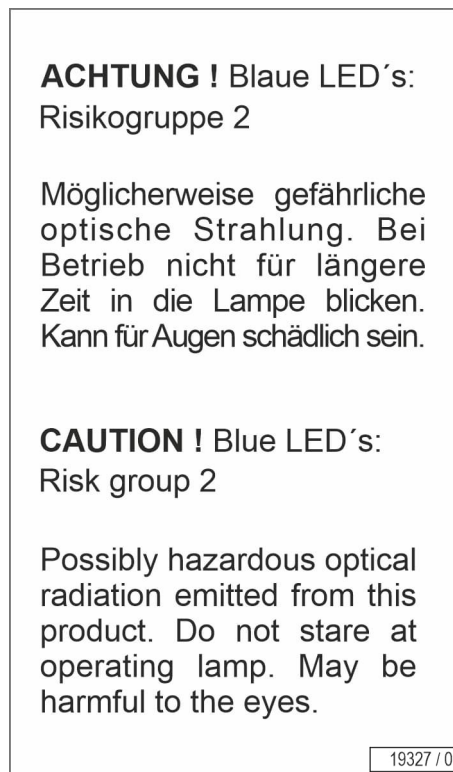 ACHTUNG ! Blaue LED´s:
Risikogruppe 2
Möglicherweise gefährliche
optische Strahlung. Bei
Betrieb nicht für längere
Zeit in die Lampe blicken.
Kann für Augen schädlich sein.
CAUTION ! Blue LED´s:
Risk group 2
Possibly hazardous optical
radiation emitted from this
product. Do not stare at
operating lamp. May be
harmful to the eyes.
19327 / 0